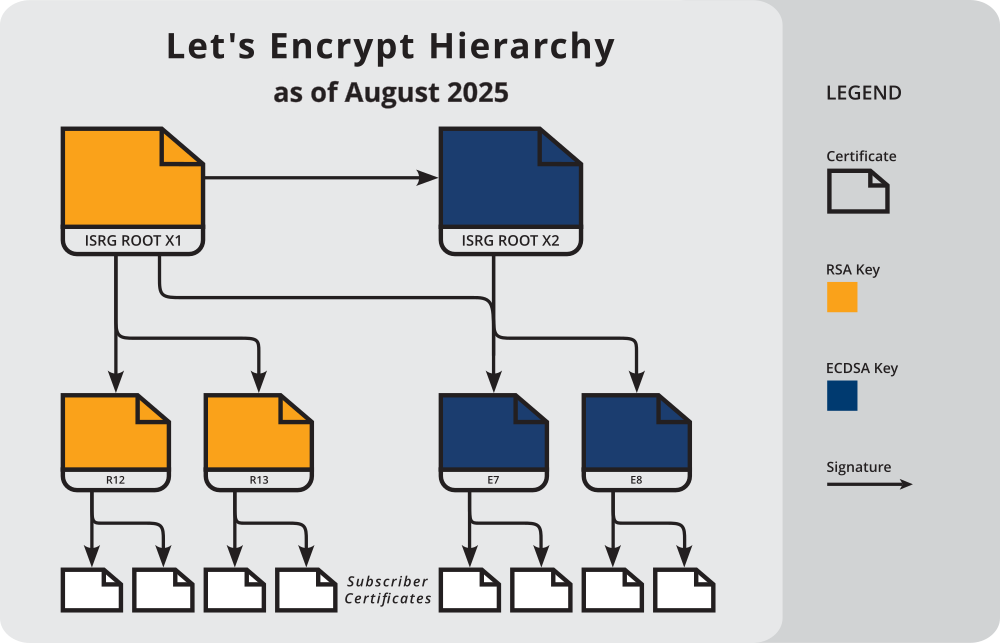 Let's Encrypt Hierarchy
as of August 2025
ISRG ROOT X1
ISRG ROOT X2
R12
R13
E7
E8
Subscriber
Certificates
LEGEND
Certificate
RSA Key
ECDSA Key
Signature